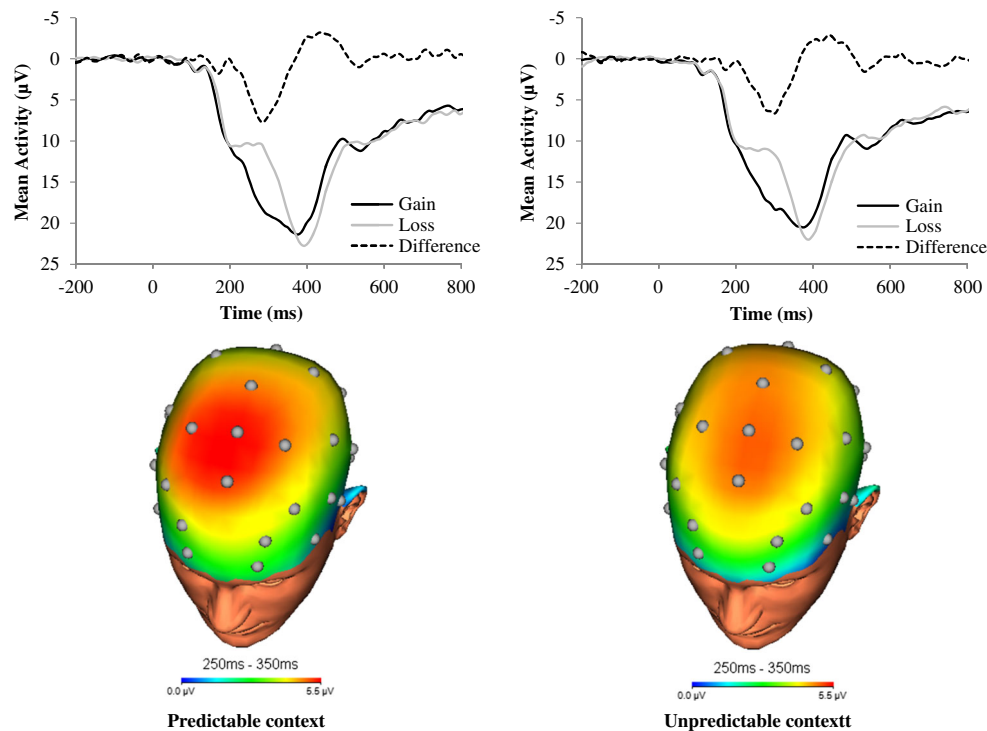 -5
0
5
10
15
20
25
Mean Activity (µV)
Gain
Loss
Difference
-200 0 200 400 600 800
Time (ms)
-5
0
5
10
15
20
25
Mean Activity (µV)
Gain
Loss
Difference
-200 0 200 400 600 800
Time (ms)
250ms - 350ms
0.0 µV 5.5 µV
Predictable context
250ms - 350ms
0.0 µV 5.5 µV
Unpredictable contextt